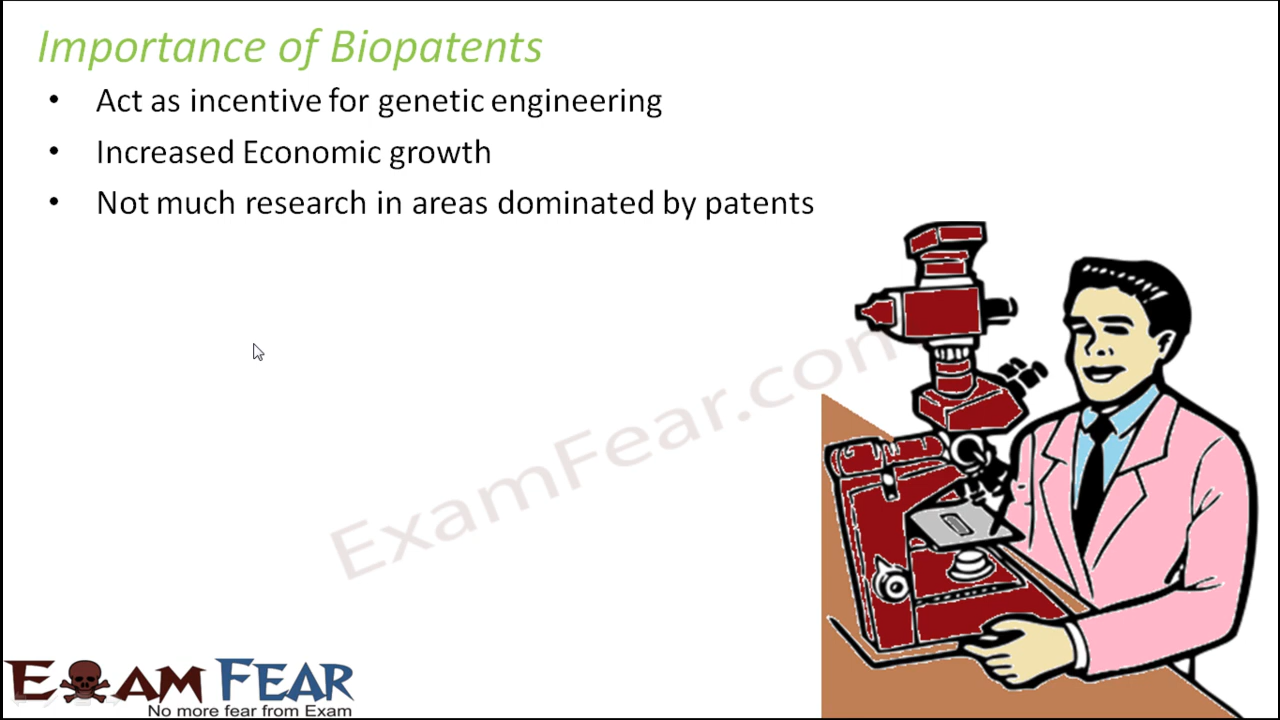 Importance of Biopatents
• Act as incentive for genetic engineering
• Increased Economic growth
• Not much research in areas dominated by patents
ExamFear.com
EXAM FEAR
No more fear from Exam